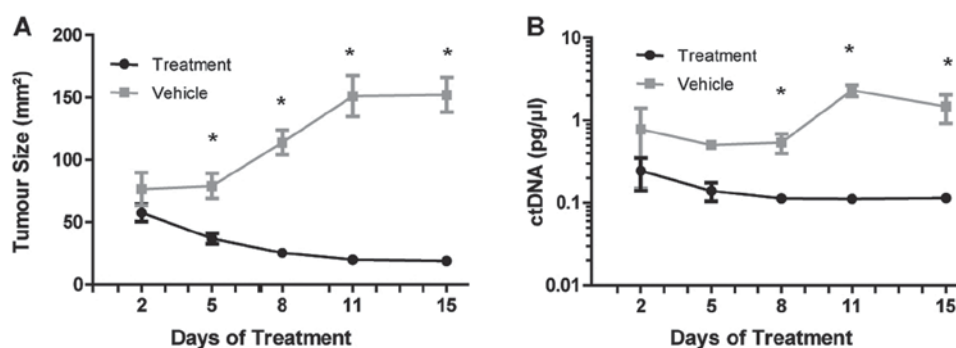 A
Tumour Size (mm²)
200
150
100
50
0
Treatment
Vehicle
*
*
*
*
2 5 8 11 15
Days of Treatment
B
ctDNA (pg/µl)
10
1
0.1
0.01
Treatment
Vehicle
*
*
*
2 5 8 11 15
Days of Treatment